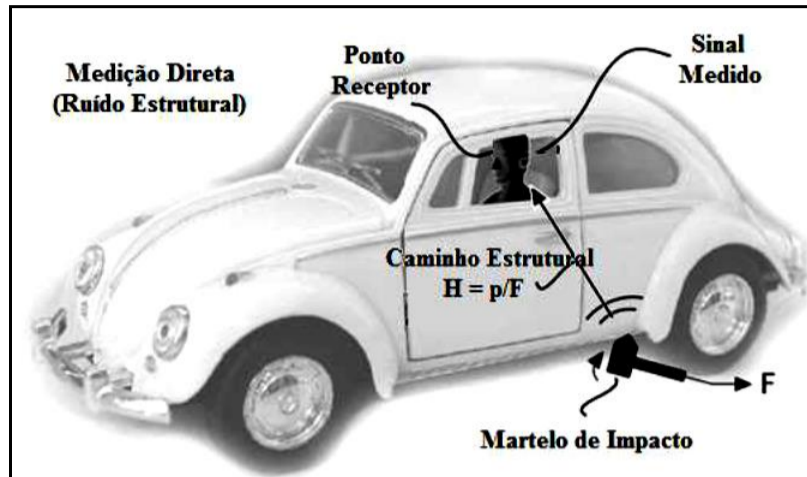 Medição Direta
(Ruído Estrutural)
Ponto
Receptor
Sinal
Medido
Caminho Estrutural
H = p/F
F
Martelo de Impacto